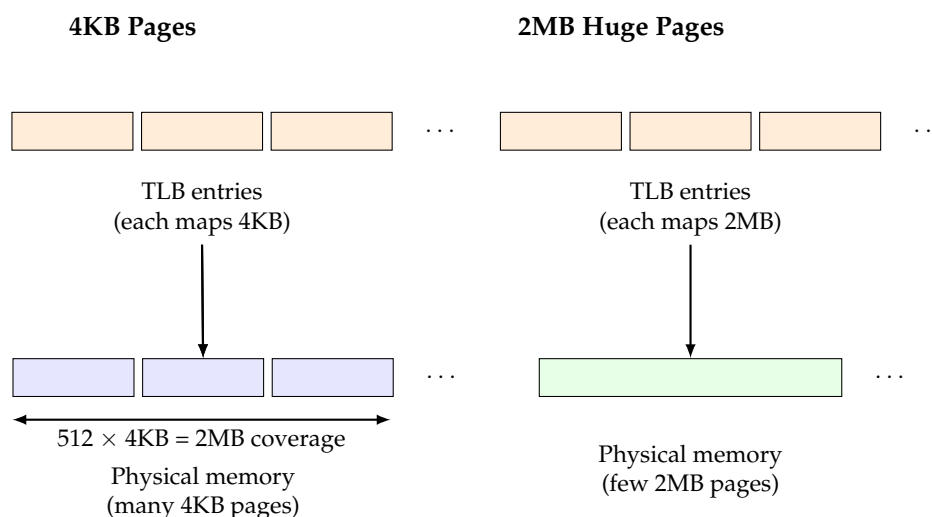 4KB Pages
2MB Huge Pages
. . .
. .
TLB entries
(each maps 4KB)
TLB entries
(each maps 2MB)
. . .
. . .
512 × 4KB = 2MB coverage
Physical memory
(many 4KB pages)
Physical memory
(few 2MB pages)